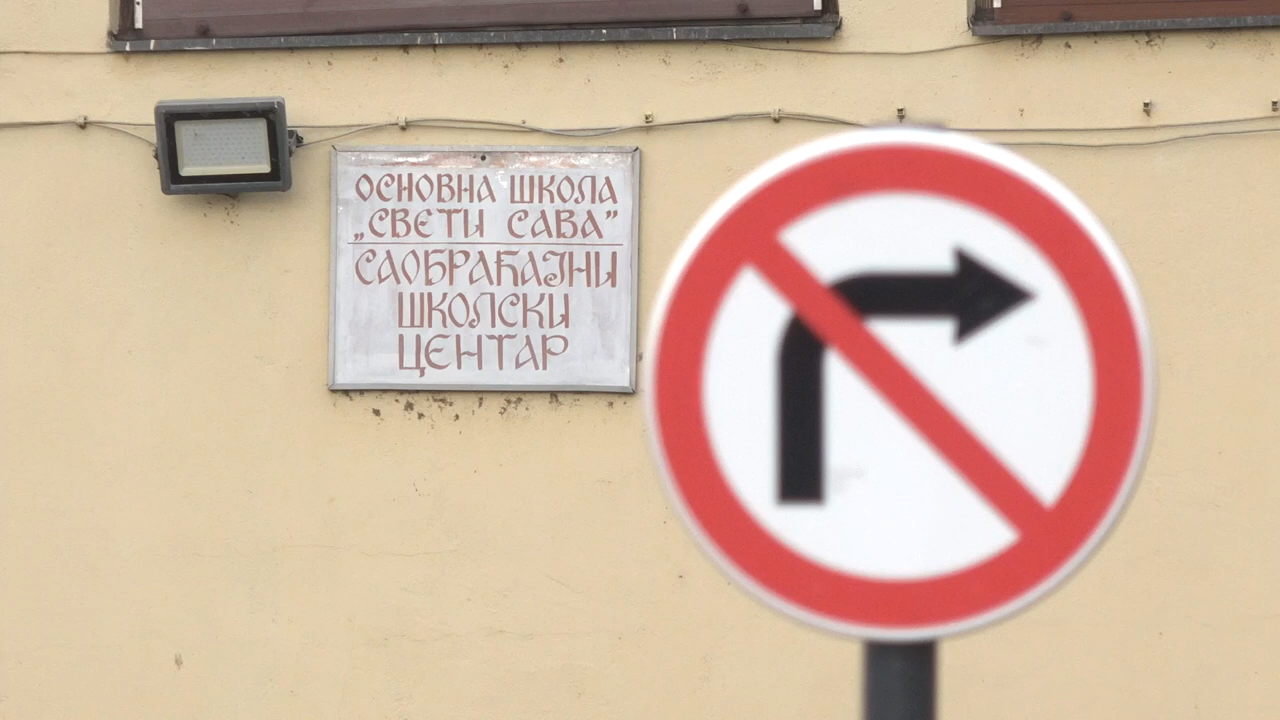 ОСНОВНА ШКОЛА
„СВЕТИ САВА”
САОБРАЋАЈНИ
ШКОЛСКИ
ЦЕНТАР